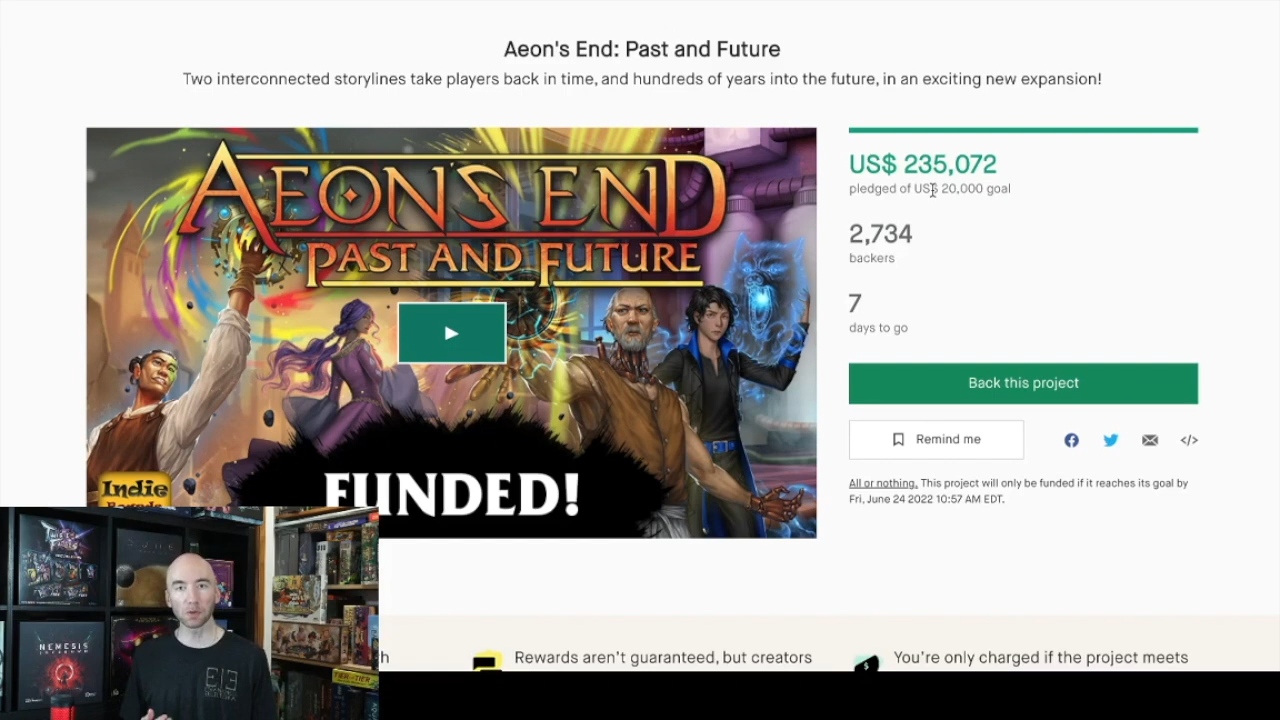 Aeon's End: Past and Future
Two interconnected storylines take players back in time, and hundreds of years into the future, in an exciting new expansion!
AEON'S END
PAST AND FUTURE
FUNDED!
Indie
US$ 235,072
pledged of US$ 20,000 goal
2,734
backers
7
days to go
Back this project
Remind me
All or nothing. This project will only be funded if it reaches its goal by
Fri, June 24 2022 10:57 AM EDT.
NEMESIS
h
Rewards aren't guaranteed, but creators
You're only charged if the project meets